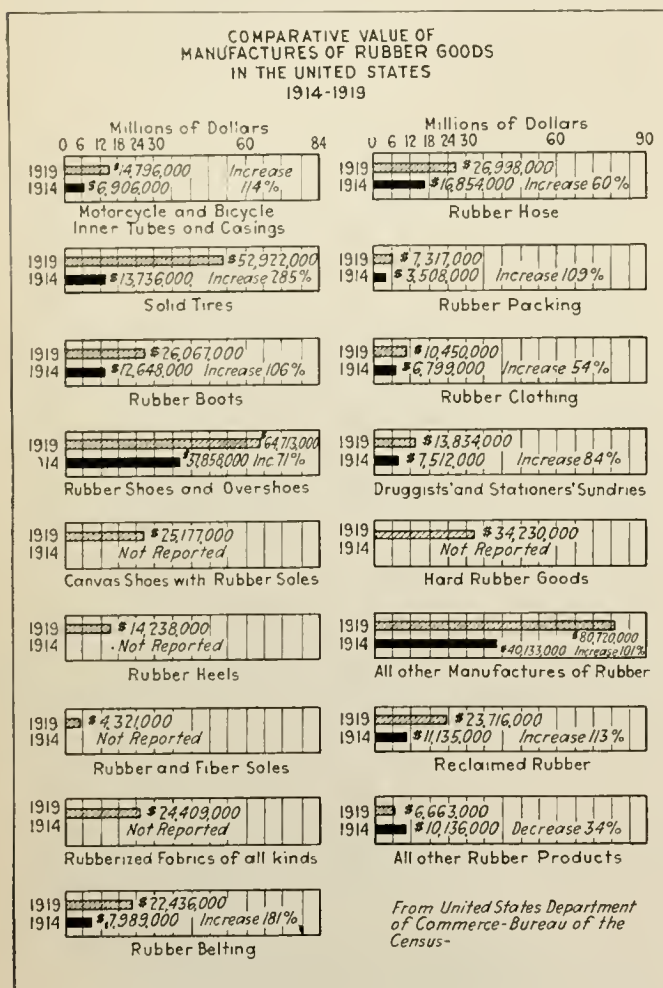 COMPARATIVE VALUE OF
MANUFACTURES OF RUBBER GOODS
IN THE UNITED STATES
1914-1919
Millions of Dollars
0 6 12 18 24 30 60 84
1919 $14,796,000 Increase
1914 $6,906,000 114%
Motorcycle and Bicycle
Inner Tubes and Casings
1919 $52,922,000
1914 $13,736,000 Increase 285%
Solid Tires
1919 $26,067,000
1914 $12,648,000 Increase 106%
Rubber Boots
1919 $64,713,000
'14 $37,858,000 Inc. 71%
Rubber Shoes and Overshoes
1919 $25,177,000
1914 Not Reported
Canvas Shoes with Rubber Soles
1919 $14,238,000
1914 Not Reported
Rubber Heels
1919 $4,321,000
1914 Not Reported
Rubber and Fiber Soles
1919 $24,409,000
1914 Not Reported
Rubberized Fabrics of all kinds
1919 $22,436,000
1914 $7,989,000 Increase 181%
Rubber Belting
Millions of Dollars
0 6 12 18 24 30 60 90
1919 $26,998,000
1914 $16,854,000 Increase 60%
Rubber Hose
1919 $7,317,000
1914 $3,508,000 Increase 109%
Rubber Packing
1919 $10,450,000
1914 $6,799,000 Increase 54%
Rubber Clothing
1919 $13,834,000
1914 $7,512,000 Increase 84%
Druggists' and Stationers' Sundries
1919 $34,230,000
1914 Not Reported
Hard Rubber Goods
1919 $80,720,000
1914 $40,133,000 Increase 101%
All other Manufactures of Rubber
1919 $23,716,000
1914 $11,135,000 Increase 113%
Reclaimed Rubber
1919 $6,663,000
1914 $10,136,000 Decrease 34%
All other Rubber Products
From United States Department
of Commerce-Bureau of the
Census-